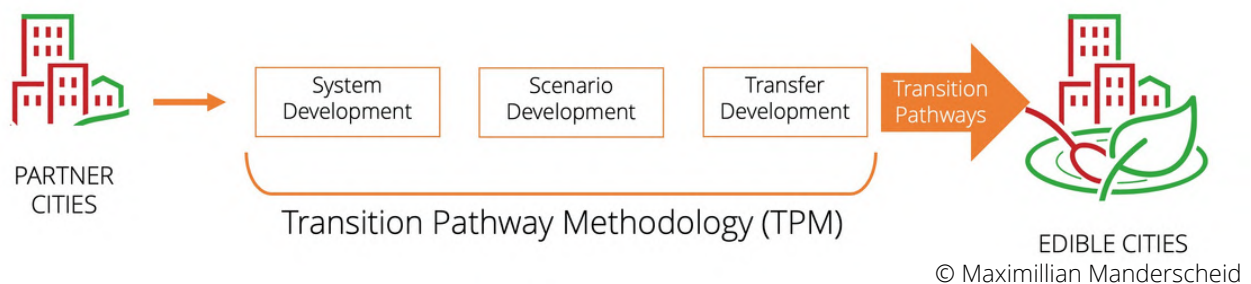 PARTNER
CITIES
System
Development
Scenario
Development
Transfer
Development
Transition
Pathways
Transition Pathway Methodology (TPM)
EDIBLE CITIES
© Maximillian Manderscheid